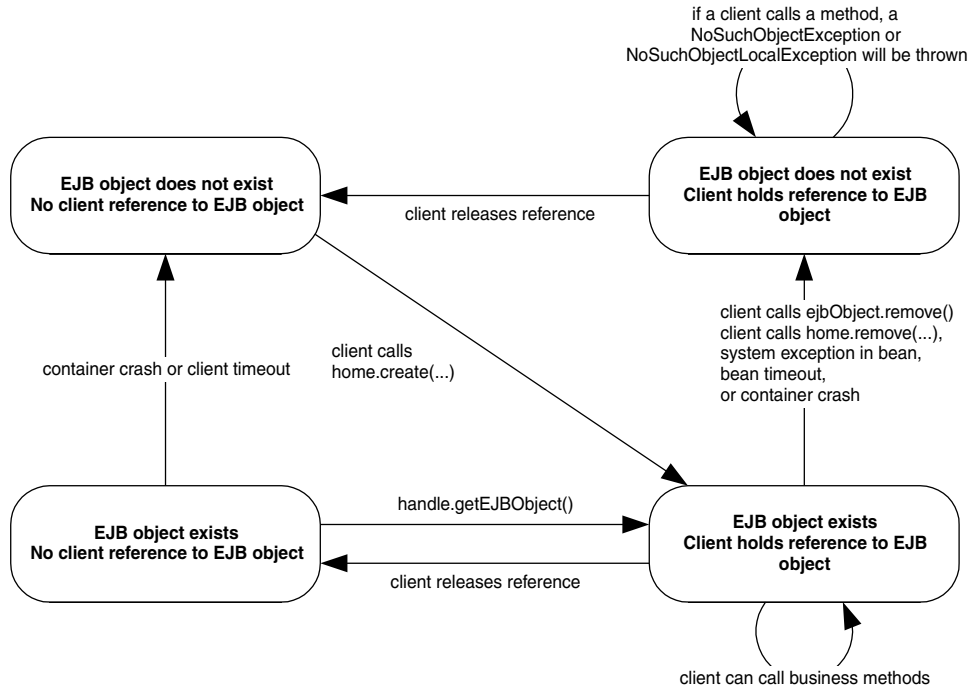 if a client calls a method, a
NoSuchObjectException or
NoSuchObjectLocalException will be thrown
EJB object does not exist
No client reference to EJB object
client releases reference
EJB object does not exist
Client holds reference to EJB
object
container crash or client timeout
client calls
home.create(...)
client calls ejbObject.remove()
client calls home.remove(...),
system exception in bean,
bean timeout,
or container crash
EJB object exists
No client reference to EJB object
handle.getEJBObject()
client releases reference
EJB object exists
Client holds reference to EJB
object
client can call business methods